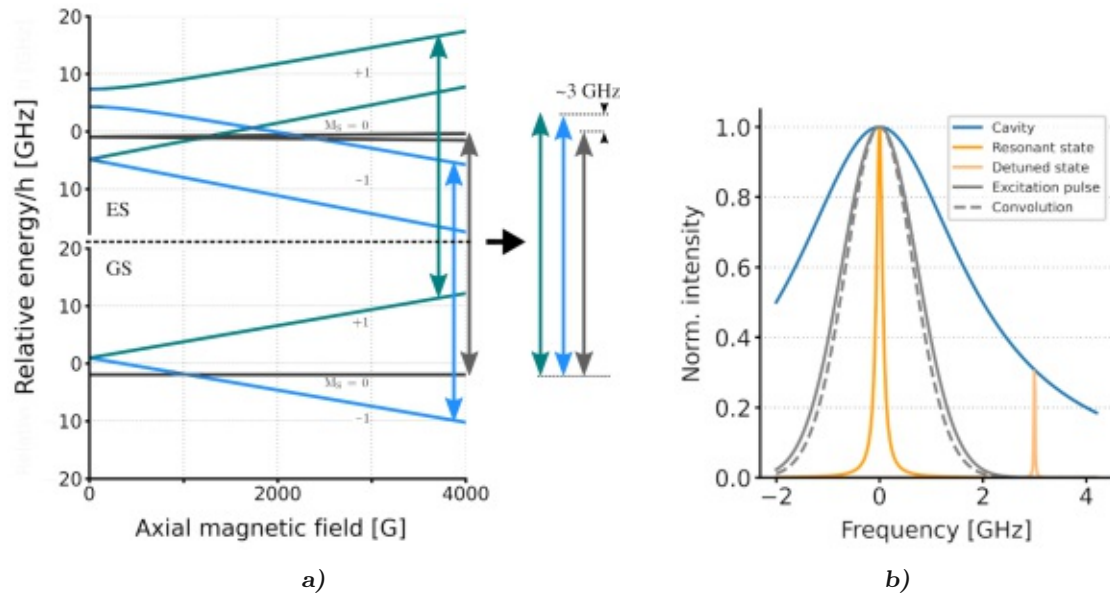 20
10
0
10
20
10
0
10
20
Relative energy/h [GHz]
+1
M_S = 0
−1
ES
GS
+1
M_S = 0
−1
0
2000
4000
Axial magnetic field [G]
~3 GHz
a)
1.0
0.8
0.6
0.4
0.2
0.0
Norm. intensity
Cavity
Resonant state
Detuned state
Excitation pulse
Convolution
−2
0
2
4
Frequency [GHz]
b)